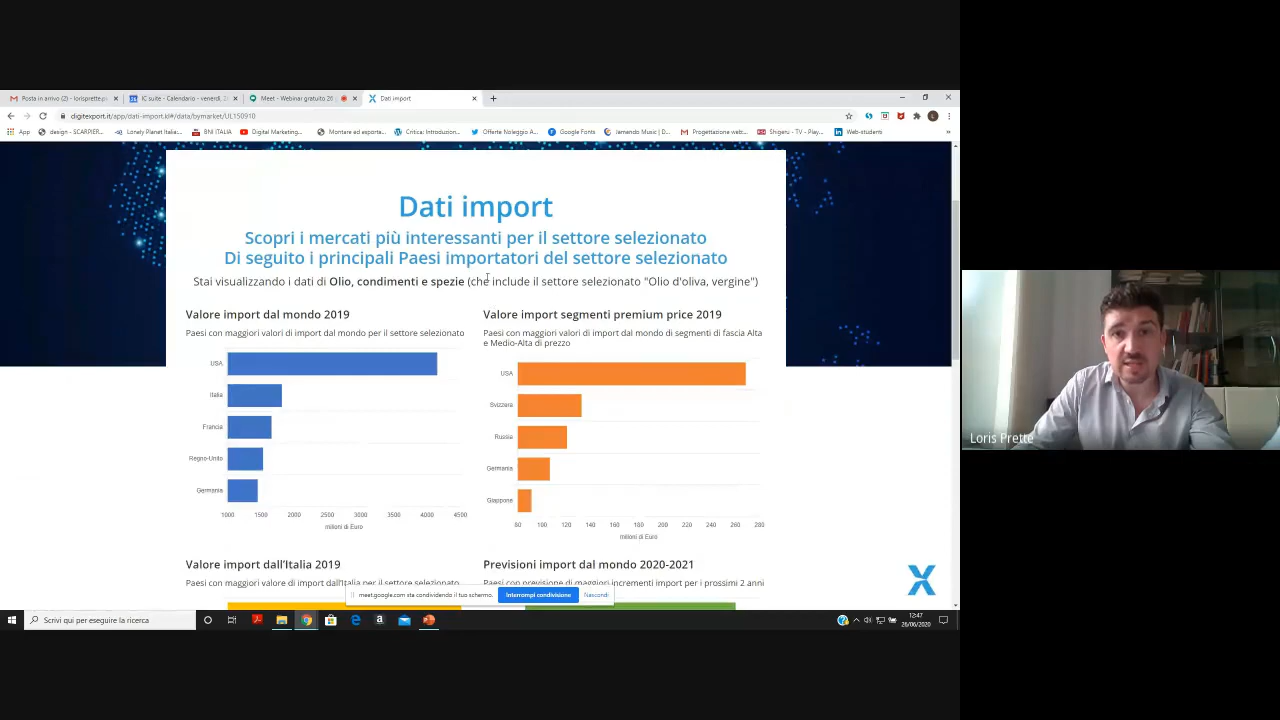 Posta in arrivo (2) - lorisprette.p
IC suite - Calendario - venerdì, 2
Meet - Webinar gratuito 26
Dati import
digitexport.it/app/dati-import.ld#/data/bymarket/UL150910
App
design - SCARPIER...
Lonely Planet Italia:...
BNI ITALIA
Digital Marketing...
Montare ed esporta...
Critica: Introduzion...
Offerte Noleggio A...
Google Fonts
Jamendo Music | D...
Progettazione web:...
Shigeru - TV - Play...
Web-studenti
Dati import
Scopri i mercati più interessanti per il settore selezionato
Di seguito i principali Paesi importatori del settore selezionato
Stai visualizzando i dati di Olio, condimenti e spezie (che include il settore selezionato "Olio d'oliva, vergine")
Valore import dal mondo 2019
Paesi con maggiori valori di import dal mondo per il settore selezionato
USA
Italia
Francia
Regno-Unito
Germania
1000 1500 2000 2500 3000 3500 4000 4500
milioni di Euro
Valore import segmenti premium price 2019
Paesi con maggiori valori di import dal mondo di segmenti di fascia Alta
e Medio-Alta di prezzo
USA
Svizzera
Russia
Germania
Giappone
80 100 120 140 160 180 200 220 240 260 280
milioni di Euro
Valore import dall'Italia 2019
Paesi con maggiori valore di import dall'Italia per il settore selezionato
Previsioni import dal mondo 2020-2021
Paesi con previsione di maggiori incrementi import per i prossimi 2 anni
meet.google.com sta condividendo il tuo schermo.
Interrompi condivisione
Nascondi
Scrivi qui per eseguire la ricerca
12:47
26/06/2020
Loris Prette